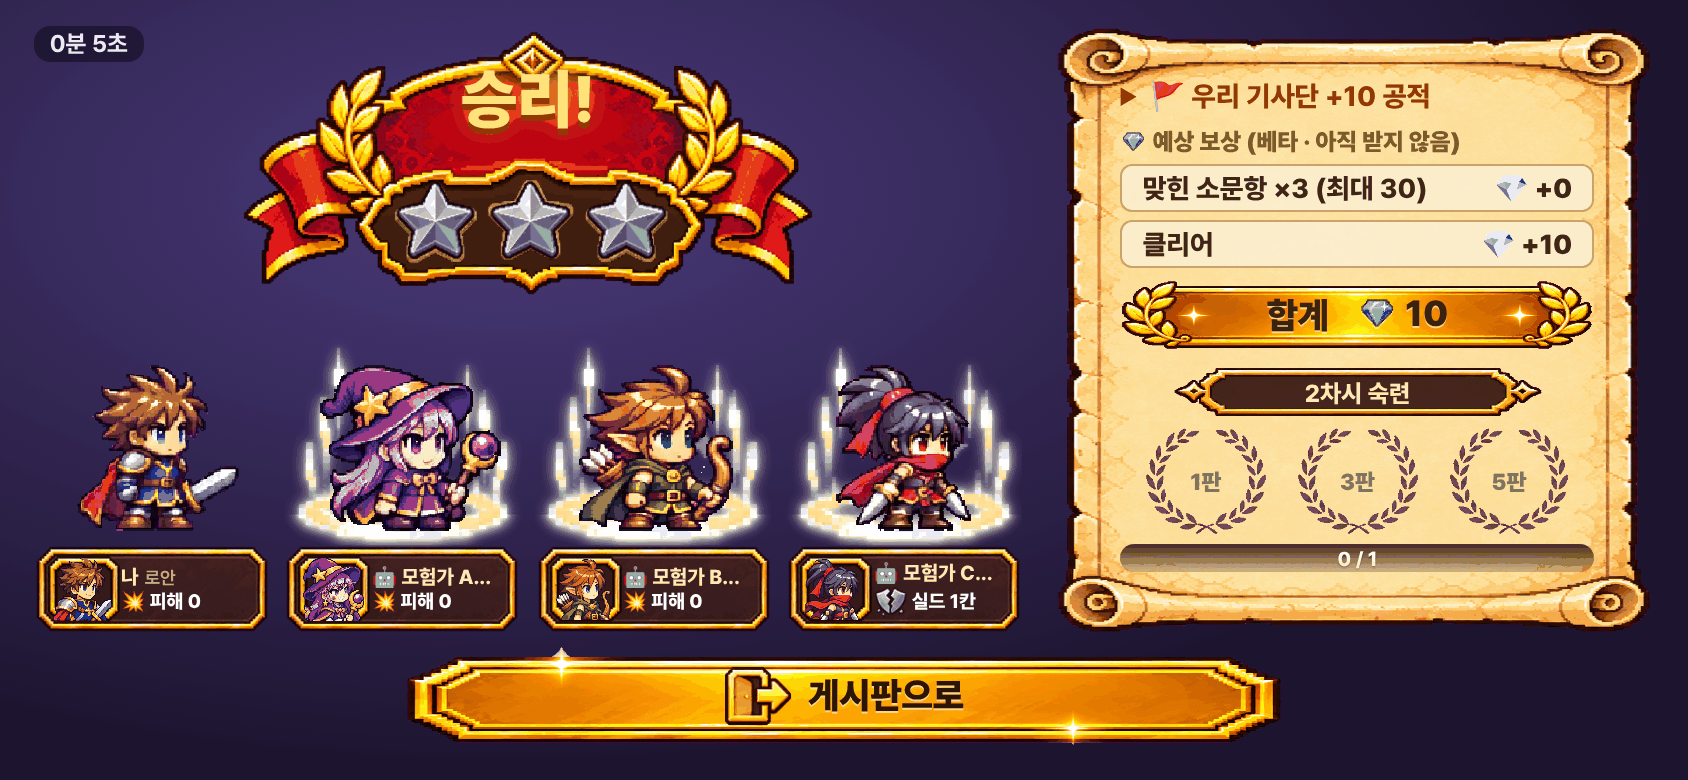 0분 5초
승리!
▶ 🚩 우리 기사단 +10 공적
💎 예상 보상 (베타 · 아직 받지 않음)
맞힌 소문항 ×3 (최대 30) 💎 +0
클리어 💎 +10
합계 💎 10
2차시 숙련
1판 3판 5판
0 / 1
나 로안
💥 피해 0
🤖 모험가 A...
💥 피해 0
🤖 모험가 B...
💥 피해 0
🤖 모험가 C...
실드 1칸
게시판으로